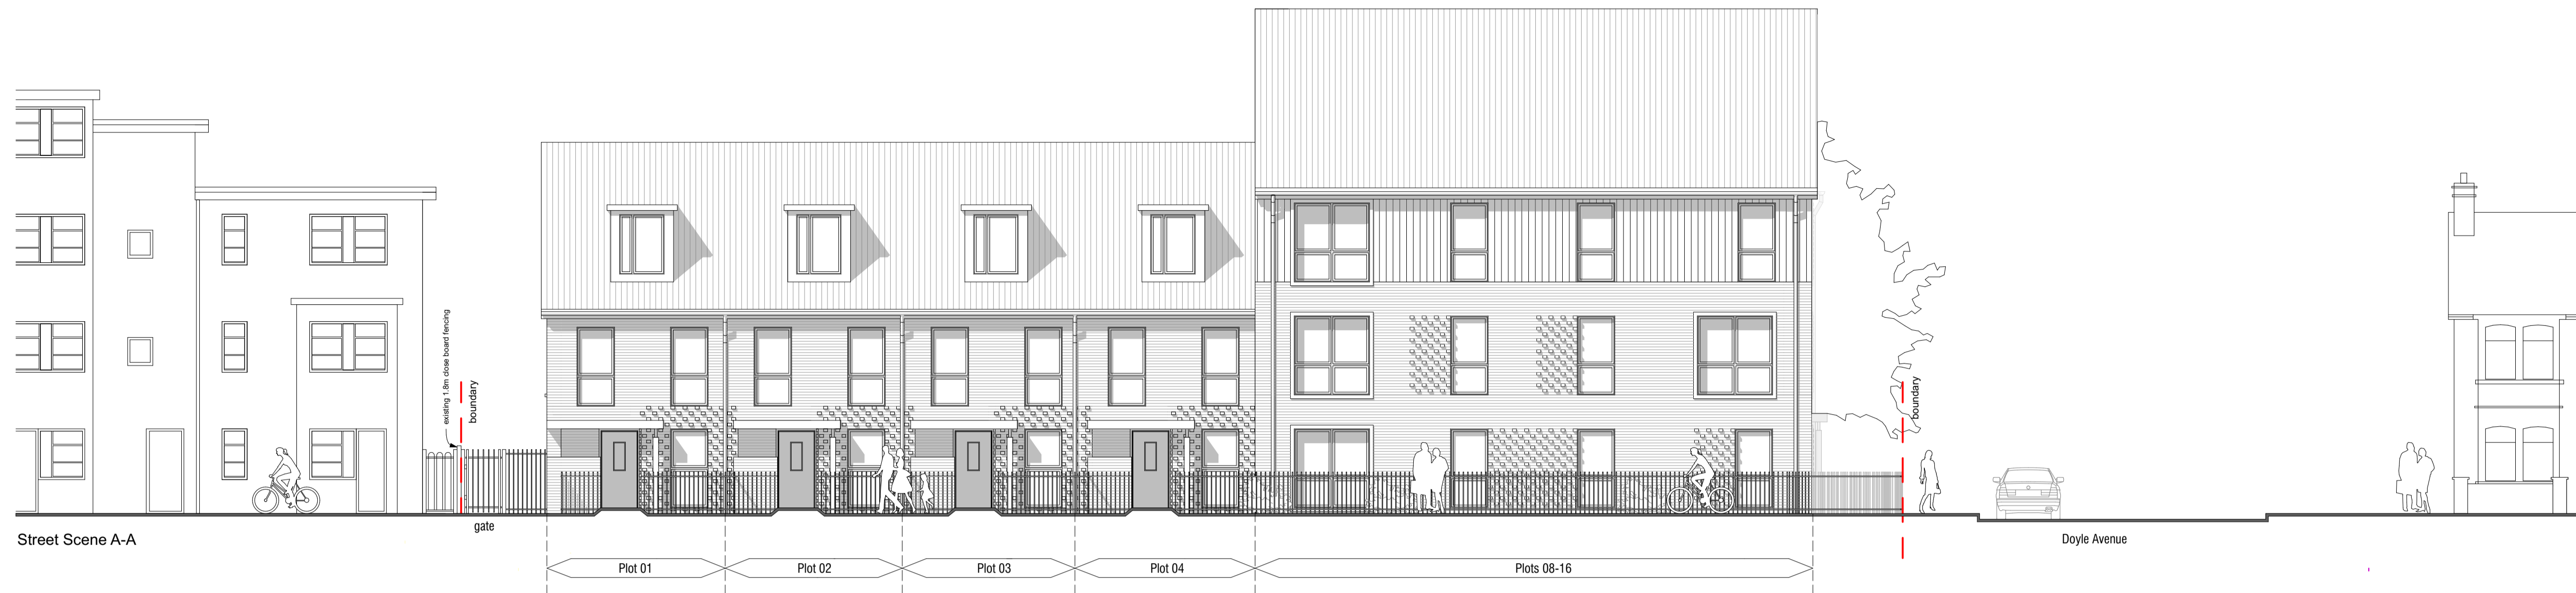 existing 1.8m close board fencing
boundary
boundary
gate
Street Scene A-A
Doyle Avenue
Plot 01
Plot 02
Plot 03
Plot 04
Plots 08-16